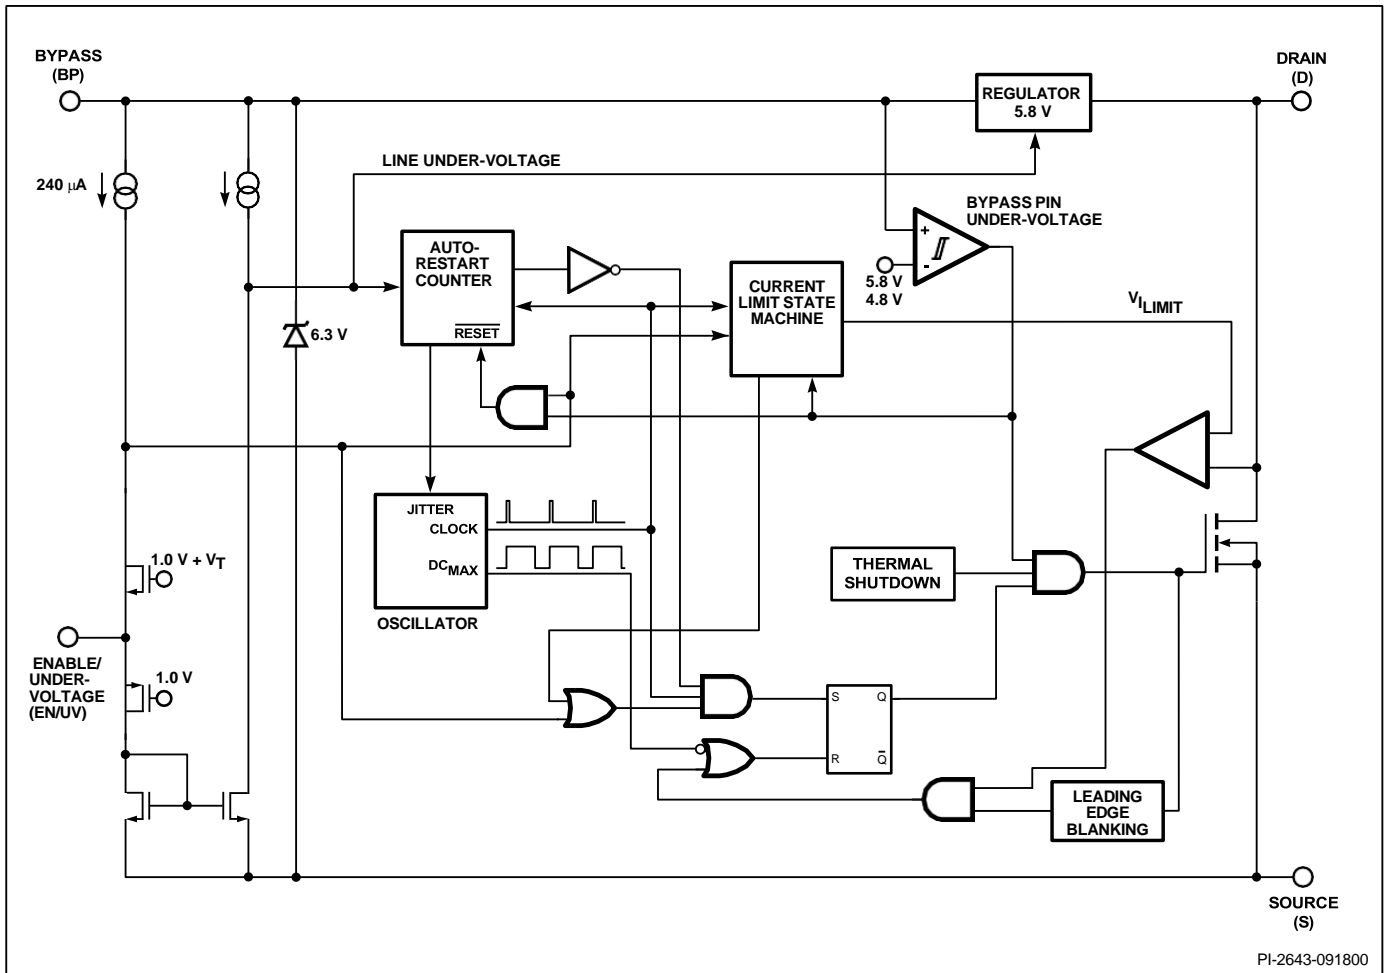 BYPASS
(BP)
DRAIN
(D)
REGULATOR
5.8 V
LINE UNDER-VOLTAGE
240 µA
BYPASS PIN
UNDER-VOLTAGE
+
-
5.8 V
4.8 V
AUTO-
RESTART
COUNTER
RESET
CURRENT
LIMIT STATE
MACHINE
VILIMIT
6.3 V
JITTER
CLOCK
DCMAX
OSCILLATOR
1.0 V + VT
THERMAL
SHUTDOWN
ENABLE/
UNDER-
VOLTAGE
(EN/UV)
1.0 V
S Q
R Q̅
LEADING
EDGE
BLANKING
SOURCE
(S)
PI-2643-091800